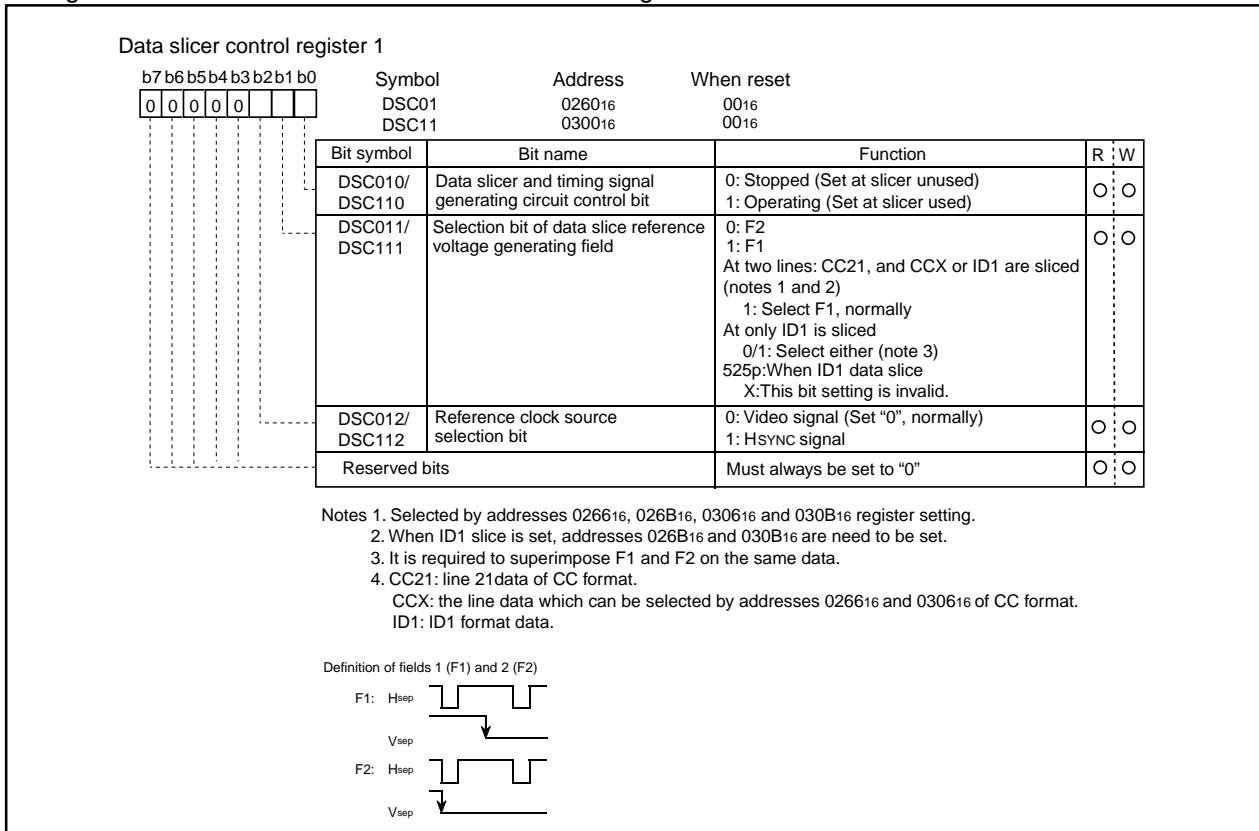 Data slicer control register 1
b7 b6 b5 b4 b3 b2 b1 b0 Symbol Address When reset
0 0 0 0 0 DSC01 026016 0016
DSC11 030016 0016
Bit symbol Bit name Function R W
DSC010/ Data slicer and timing signal 0: Stopped (Set at slicer unused)
DSC110 generating circuit control bit 1: Operating (Set at slicer used) O O
DSC011/ Selection bit of data slice reference 0: F2
DSC111 voltage generating field 1: F1 O O
At two lines: CC21, and CCX or ID1 are sliced
(notes 1 and 2)
1: Select F1, normally
At only ID1 is sliced
0/1: Select either (note 3)
525p:When ID1 data slice
X:This bit setting is invalid.
DSC012/ Reference clock source 0: Video signal (Set “0”, normally)
DSC112 selection bit 1: HSYNC signal O O
Reserved bits Must always be set to “0” O O
Notes 1. Selected by addresses 026616, 026B16, 030616 and 030B16 register setting.
2. When ID1 slice is set, addresses 026B16 and 030B16 are need to be set.
3. It is required to superimpose F1 and F2 on the same data.
4. CC21: line 21data of CC format.
CCX: the line data which can be selected by addresses 026616 and 030616 of CC format.
ID1: ID1 format data.
Definition of fields 1 (F1) and 2 (F2)
F1: Hsep
Vsep
F2: Hsep
Vsep